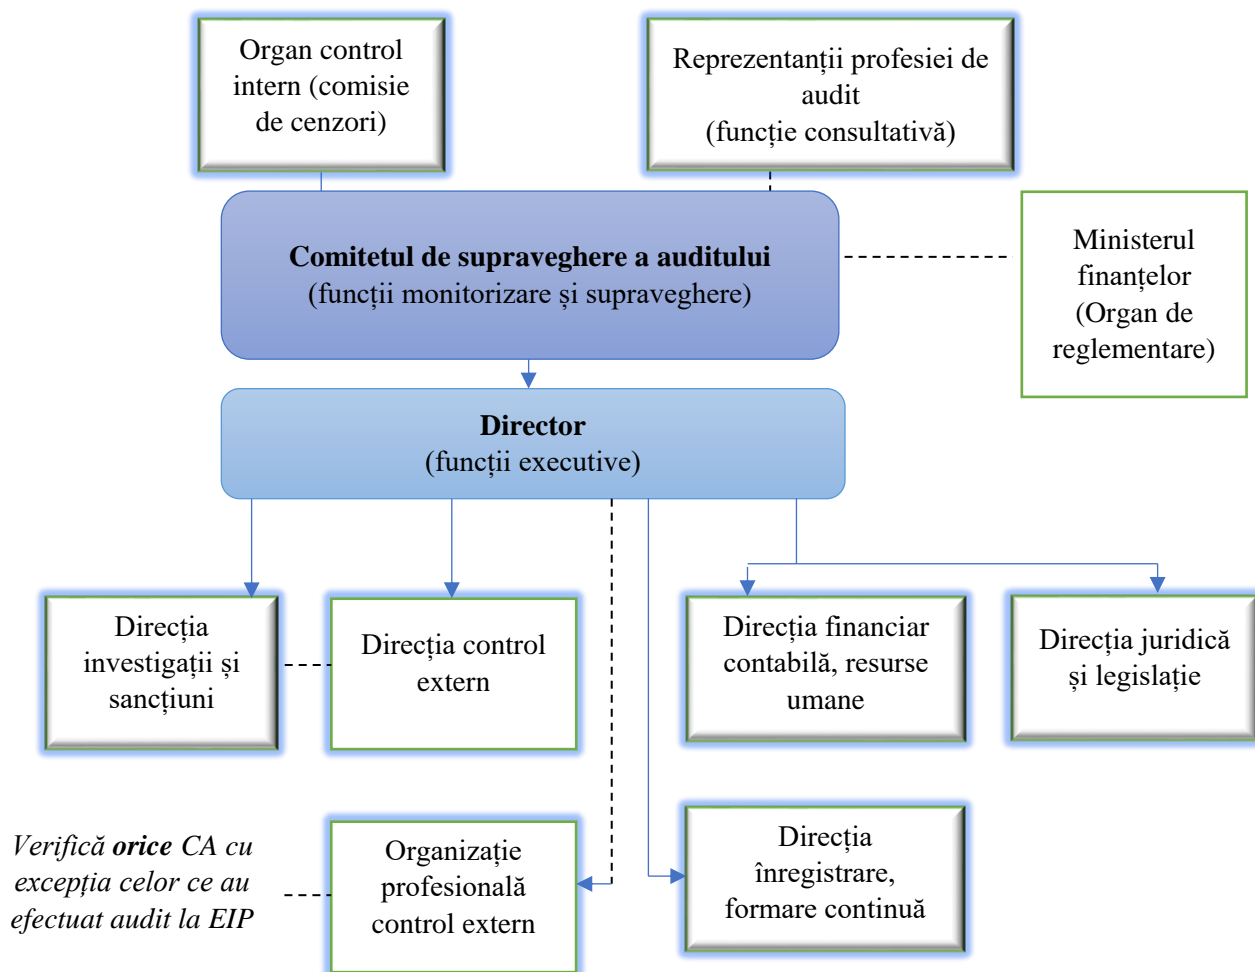 Organ control
intern (comisie
de cenzori)
Reprezentanții profesiei de
audit
(funcție consultativă)
Comitetul de supraveghere a auditului
(funcții monitorizare și supraveghere)
Ministerul
finanțelor
(Organ de
reglementare)
Director
(funcții executive)
Direcția
investigații și
sancțiuni
Direcția control
extern
Direcția financiar
contabilă, resurse
umane
Direcția juridică
și legislație
Verifică orice CA cu
excepția celor ce au
efectuat audit la EIP
Organizație
profesională
control extern
Direcția
înregistrare,
formare continuă